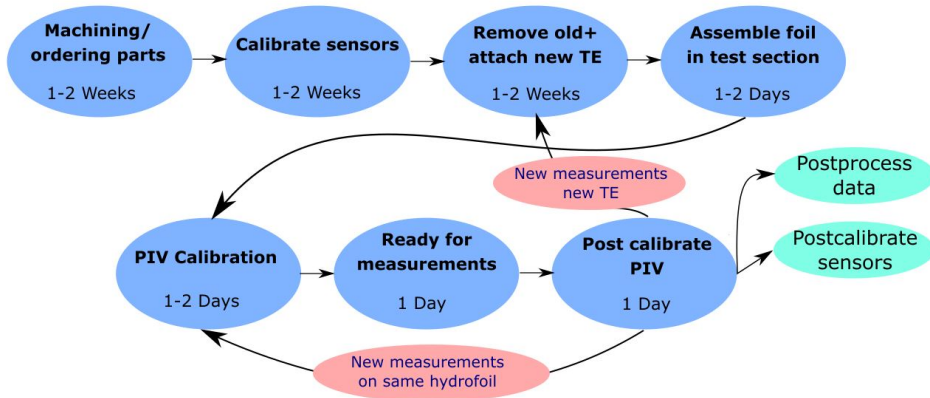 Machining/
ordering parts
1-2 Weeks
Calibrate sensors
1-2 Weeks
Remove old+
attach new TE
1-2 Weeks
Assemble foil
in test section
1-2 Days
New measurements
new TE
Postprocess
data
Postcalibrate
sensors
PIV Calibration
1-2 Days
Ready for
measurements
1 Day
Post calibrate
PIV
1 Day
New measurements
on same hydrofoil